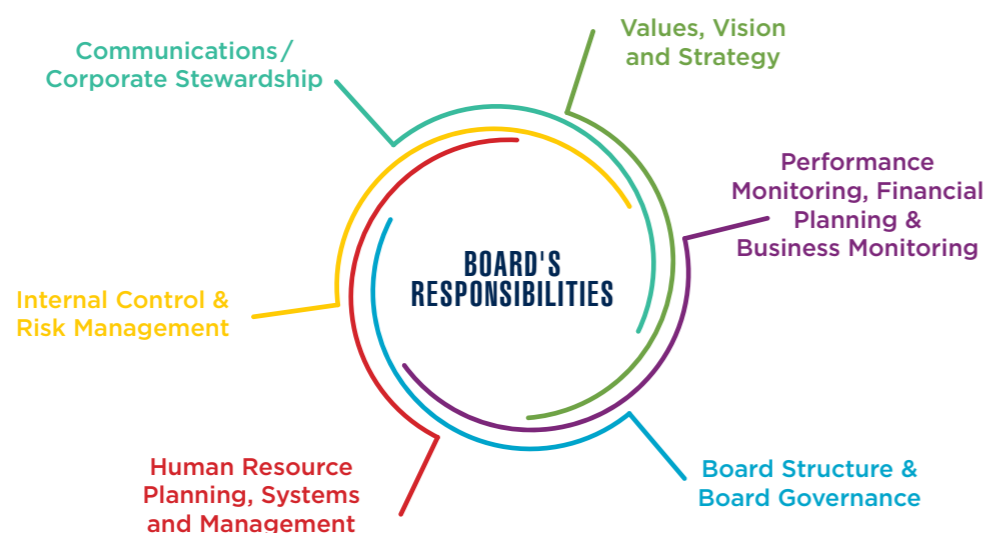 Communications/
Corporate Stewardship
Values, Vision
and Strategy
Performance
Monitoring, Financial
Planning &
Business Monitoring
BOARD'S
RESPONSIBILITIES
Internal Control &
Risk Management
Human Resource
Planning, Systems
and Management
Board Structure &
Board Governance